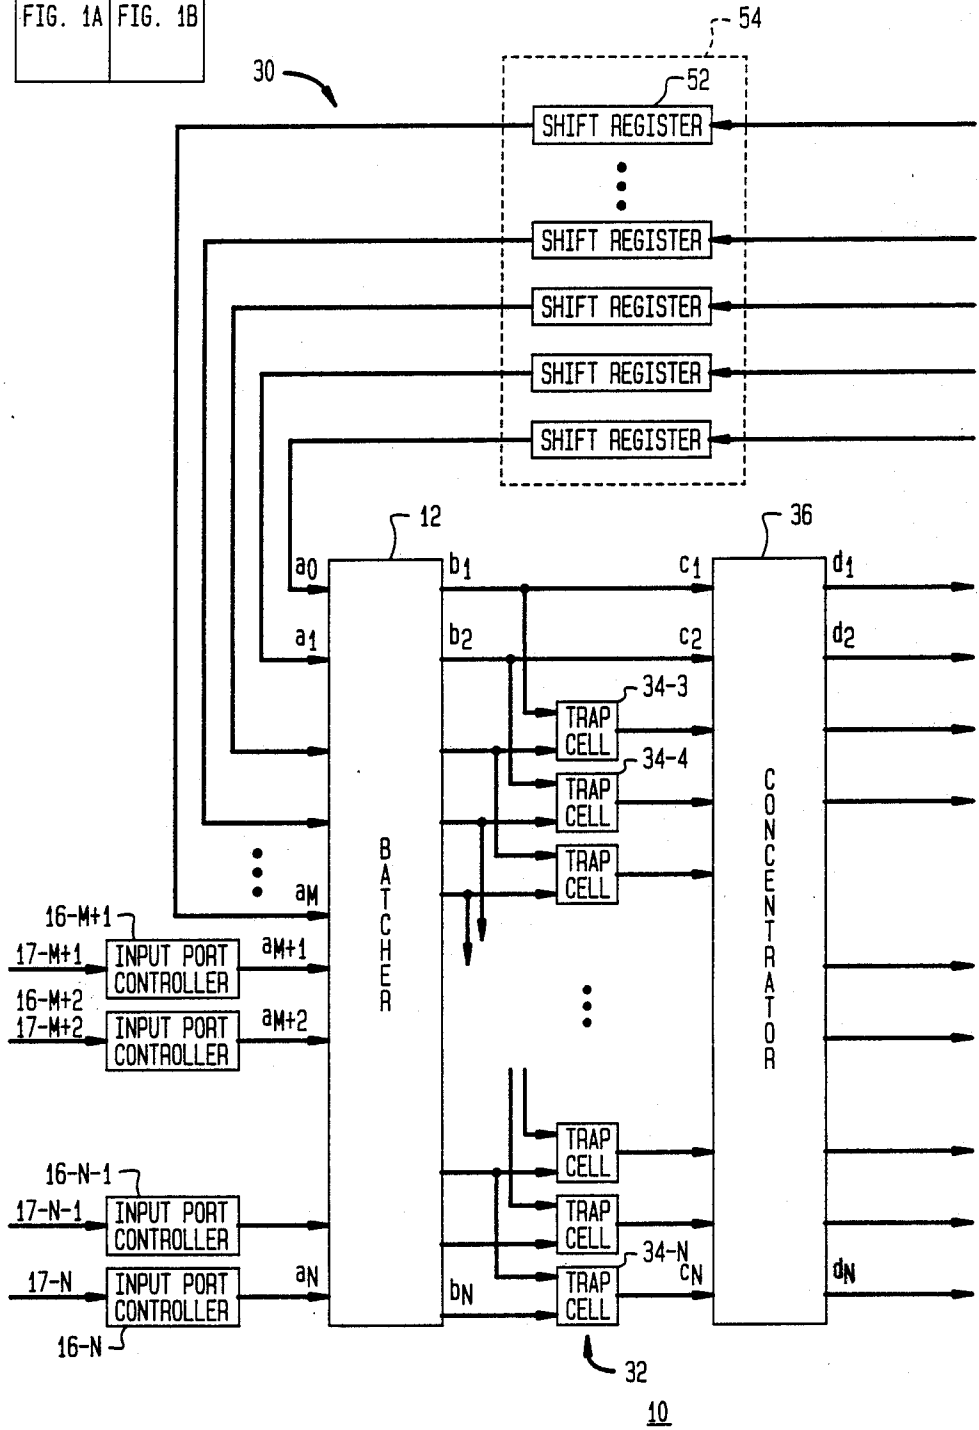 FIG. 1A FIG. 1B
54
30
52
SHIFT REGISTER
SHIFT REGISTER
SHIFT REGISTER
SHIFT REGISTER
SHIFT REGISTER
12
36
a0
b1
c1
d1
a1
b2
c2
d2
34-3
TRAP
CELL
34-4
TRAP
CELL
TRAP
CELL
BATCHER
CONCENTRATOR
aM
16-M+1
17-M+1
INPUT PORT
CONTROLLER
aM+1
16-M+2
17-M+2
INPUT PORT
CONTROLLER
aM+2
TRAP
CELL
16-N-1
17-N-1
INPUT PORT
CONTROLLER
TRAP
CELL
34-N
17-N
INPUT PORT
CONTROLLER
aN
bN
TRAP
CELL
cN
dN
16-N
32
10